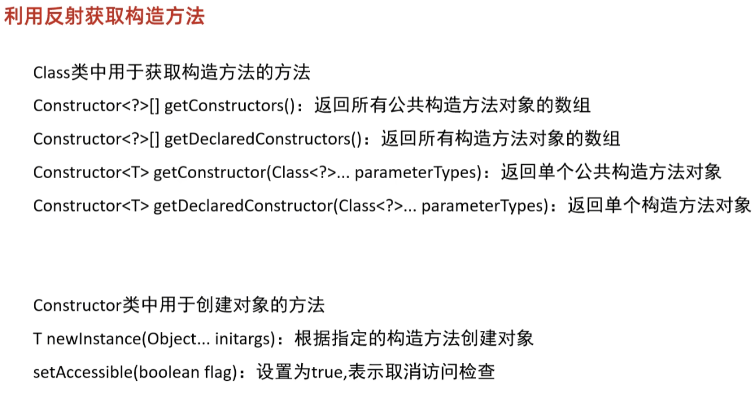 利用反射获取构造方法
Class类中用于获取构造方法的方法
Constructor<?>[] getConstructors()：返回所有公共构造方法对象的数组
Constructor<?>[] getDeclaredConstructors()：返回所有构造方法对象的数组
Constructor<T> getConstructor(Class<?>... parameterTypes)：返回单个公共构造方法对象
Constructor<T> getDeclaredConstructor(Class<?>... parameterTypes)：返回单个构造方法对象
Constructor类中用于创建对象的方法
T newInstance(Object... initargs)：根据指定的构造方法创建对象
setAccessible(boolean flag)：设置为true,表示取消访问检查